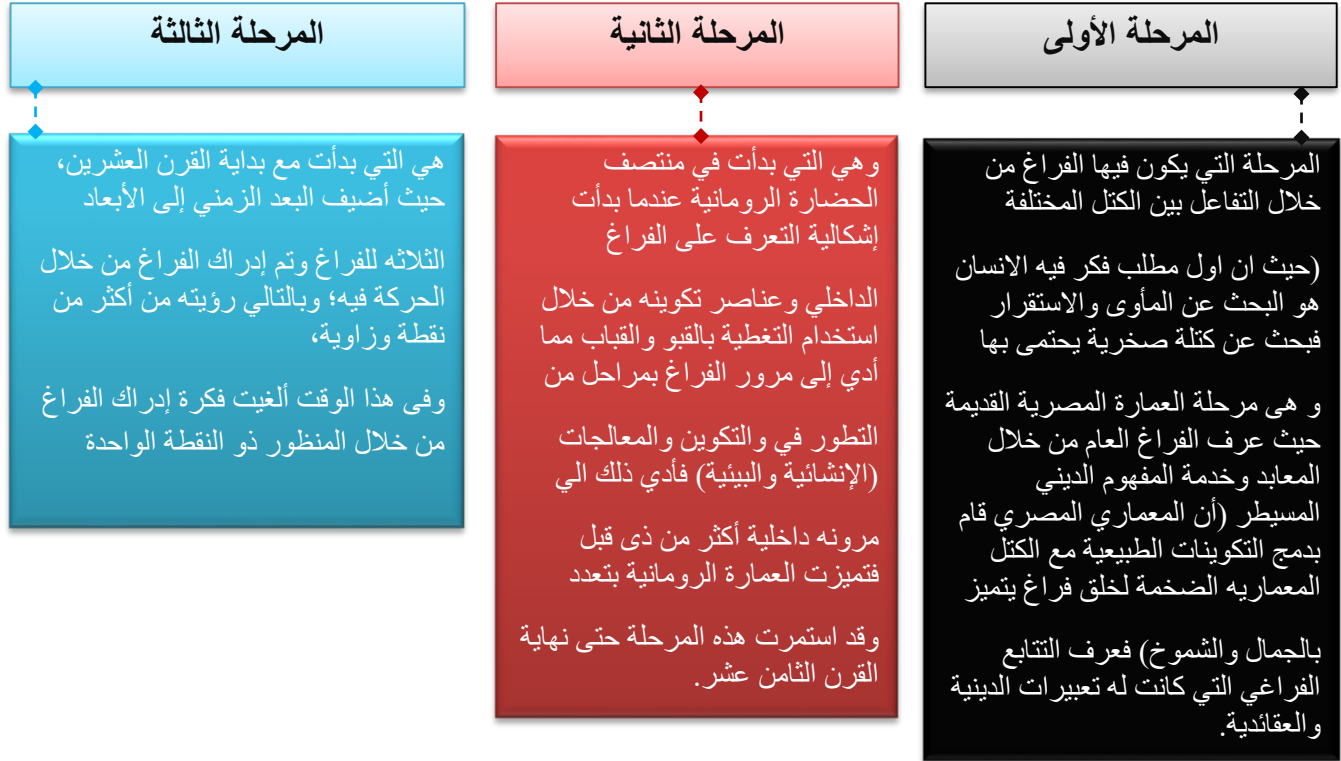 المرحلة الأولى
المرحلة التي يكون فيها الفراغ من
خلال التفاعل بين الكتل المختلفة
(حيث ان اول مطلب فكر فيه الانسان
هو البحث عن المأوى والاستقرار
فبحث عن كتلة صخرية يحتمى بها
و هى مرحلة العمارة المصرية القديمة
حيث عرف الفراغ العام من خلال
المعابد وخدمة المفهوم الديني
المسيطر (أن المعماري المصري قام
بدمج التكوينات الطبيعية مع الكتل
المعماريه الضخمة لخلق فراغ يتميز
بالجمال والشموخ) فعرف التتابع
الفراغي التي كانت له تعبيرات الدينية
والعقائدية.
المرحلة الثانية
وهي التي بدأت في منتصف
الحضارة الرومانية عندما بدأت
إشكالية التعرف على الفراغ
الداخلي وعناصر تكوينه من خلال
استخدام التغطية بالقبو والقباب مما
أدي إلى مرور الفراغ بمراحل من
التطور في والتكوين والمعالجات
(الإنشائية والبيئية) فأدي ذلك الي
مرونه داخلية أكثر من ذى قبل
فتميزت العمارة الرومانية بتعدد
وقد استمرت هذه المرحلة حتى نهاية
القرن الثامن عشر.
المرحلة الثالثة
هي التي بدأت مع بداية القرن العشرين،
حيث أضيف البعد الزمني إلى الأبعاد
الثلاثه للفراغ وتم إدراك الفراغ من خلال
الحركة فيه؛ وبالتالي رؤيته من أكثر من
نقطة وزاوية،
وفى هذا الوقت ألغيت فكرة إدراك الفراغ
من خلال المنظور ذو النقطة الواحدة